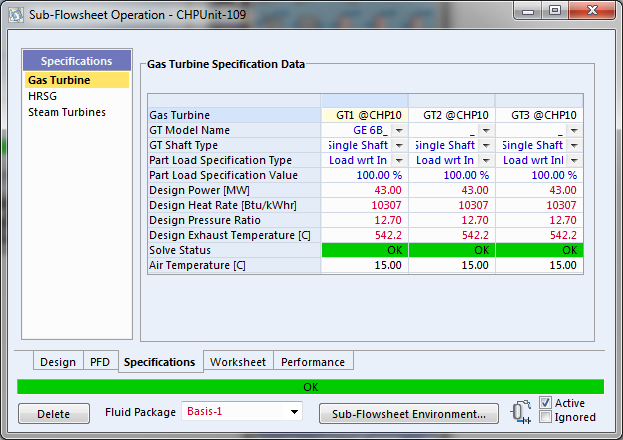 Sub-Flowsheet Operation - CHPUnit-109
Specifications
Gas Turbine
HRSG
Steam Turbines
Gas Turbine Specification Data
Gas Turbine GT1 @CHP10 GT2 @CHP10 GT3 @CHP10
GT Model Name GE 6B_ _ _
GT Shaft Type Single Shaft Single Shaft Single Shaft
Part Load Specification Type Load wrt In Load wrt In Load wrt Inl
Part Load Specification Value 100.00 % 100.00 % 100.00 %
Design Power [MW] 43.00 43.00 43.00
Design Heat Rate [Btu/kWhr] 10307 10307 10307
Design Pressure Ratio 12.70 12.70 12.70
Design Exhaust Temperature [C] 542.2 542.2 542.2
Solve Status OK OK OK
Air Temperature [C] 15.00 15.00 15.00
Design PFD Specifications Worksheet Performance
OK
Delete Fluid Package Basis-1 Sub-Flowsheet Environment... Active
Ignored